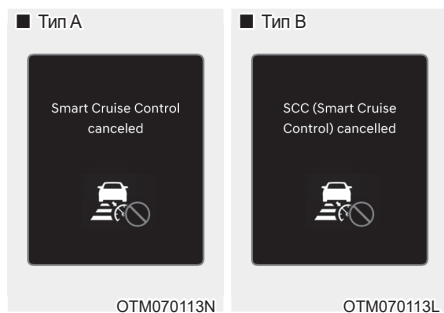 ■ Тип A
Smart Cruise Control
canceled
OTM070113N
■ Тип B
SCC (Smart Cruise
Control) cancelled
OTM070113L